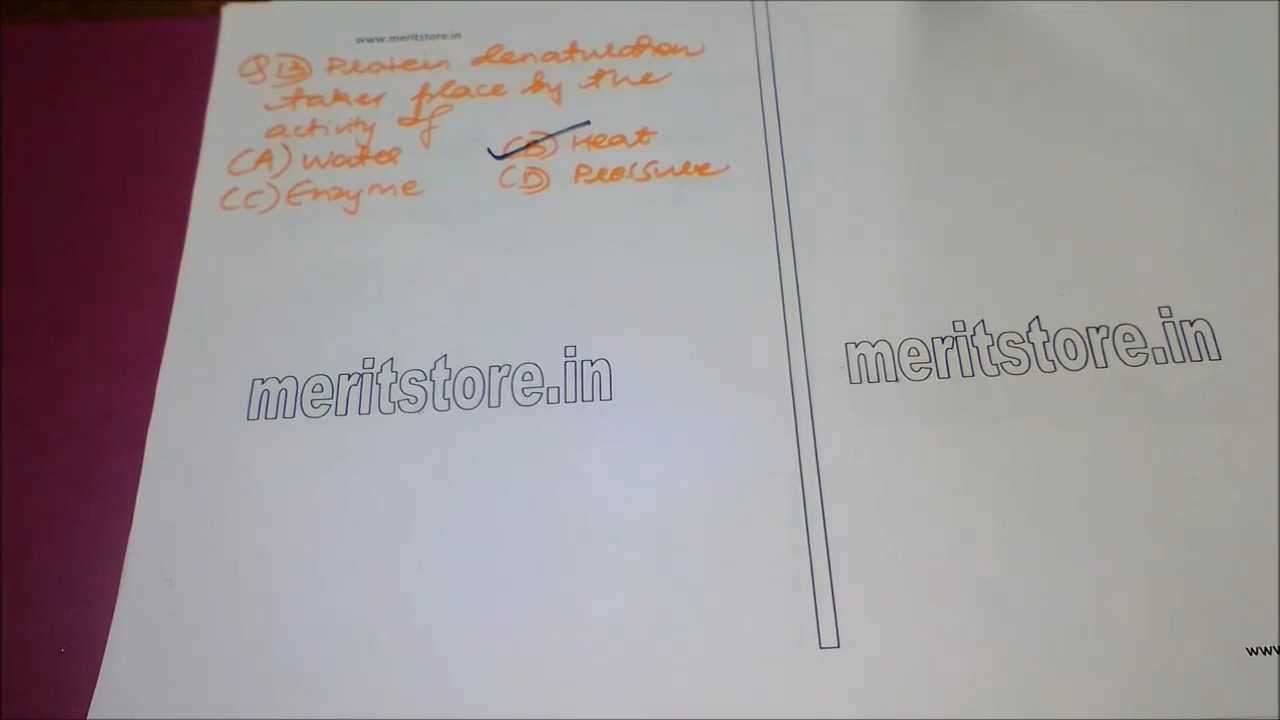 www.meritstore.in
Q 13 Protein denaturation
takes place by the
activity of
(A) Water (B) Heat
(C) Enzyme (D) Pressure
meritstore.in
meritstore.in
www